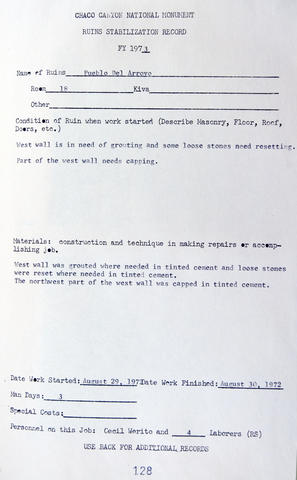 CHACO CANYON NATIONAL MONUMENT
RUINS STABILIZATION RECORD
FY 1973
Name of Ruins Pueblo Del Arroyo
Room 18 Kiva
Other
Condition of Ruin when work started (Describe Masonry, Floor, Roof,
Doors, etc.)
West wall is in need of grouting and some loose stones need resetting.
Part of the west wall needs capping.
Materials: construction and technique in making repairs or accomp-
lishing job.
West wall was grouted where needed in tinted cement and loose stones
were reset where needed in tinted cement.
The northwest part of the west wall was capped in tinted cement.
Date Work Started: August 29, 1972 Date Work Finished: August 30, 1972
Man Days: 3
Special Costs:
Personnel on this Job: Cecil Werito and 4 Laborers (RS)
USE BACK FOR ADDITIONAL RECORDS
128